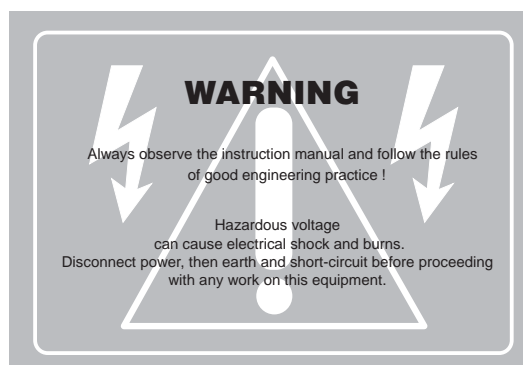 WARNING
Always observe the instruction manual and follow the rules
of good engineering practice !
Hazardous voltage
can cause electrical shock and burns.
Disconnect power, then earth and short-circuit before proceeding
with any work on this equipment.